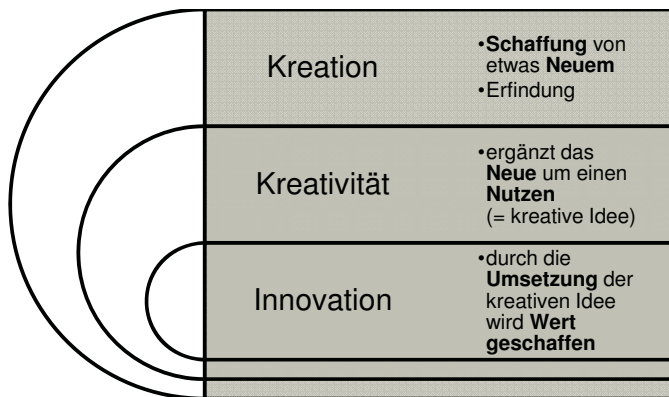 Kreation
•Schaffung von
etwas Neuem
•Erfindung
Kreativität
•ergänzt das
Neue um einen
Nutzen
(= kreative Idee)
Innovation
•durch die
Umsetzung der
kreativen Idee
wird Wert
geschaffen